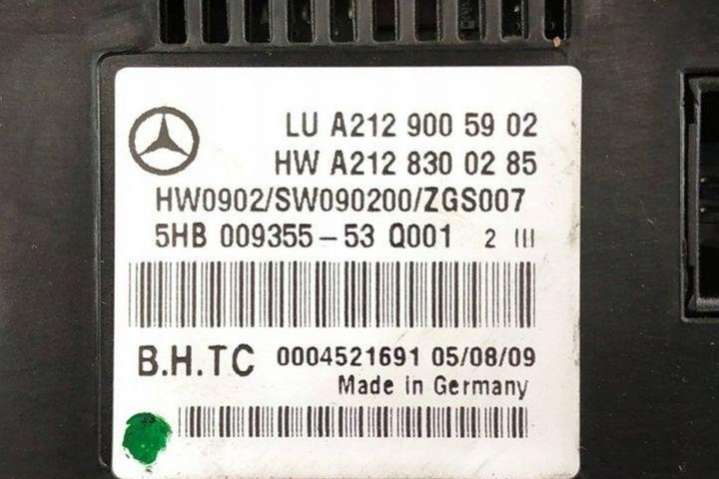 LU A212 900 59 02
HW A212 830 02 85
HW0902/SW090200/ZGS007
5HB 009355-53 Q001 2 III
B.H.TC 0004521691 05/08/09
Made in Germany